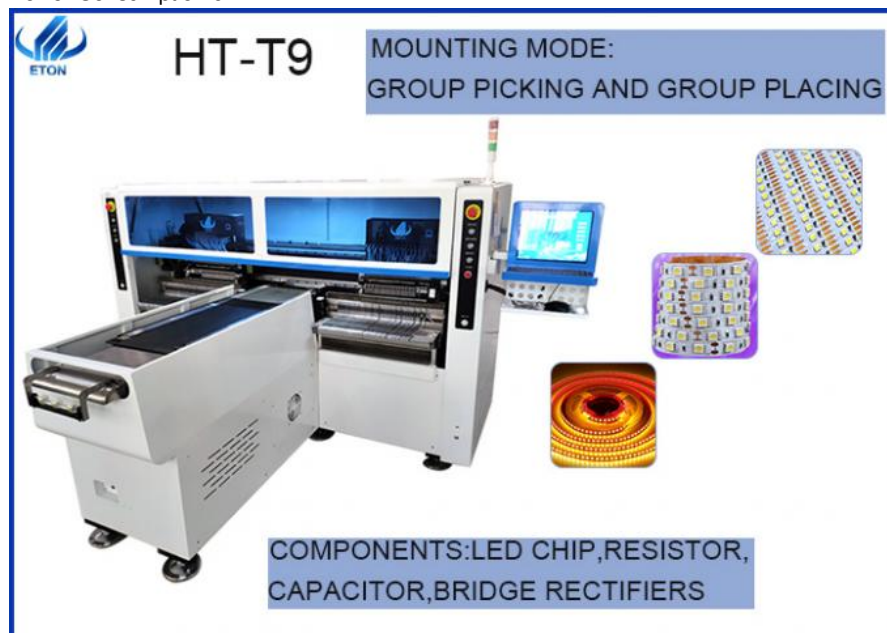 ETON
HT-T9
MOUNTING MODE:
GROUP PICKING AND GROUP PLACING
COMPONENTS:LED CHIP,RESISTOR,
CAPACITOR,BRIDGE RECTIFIERS